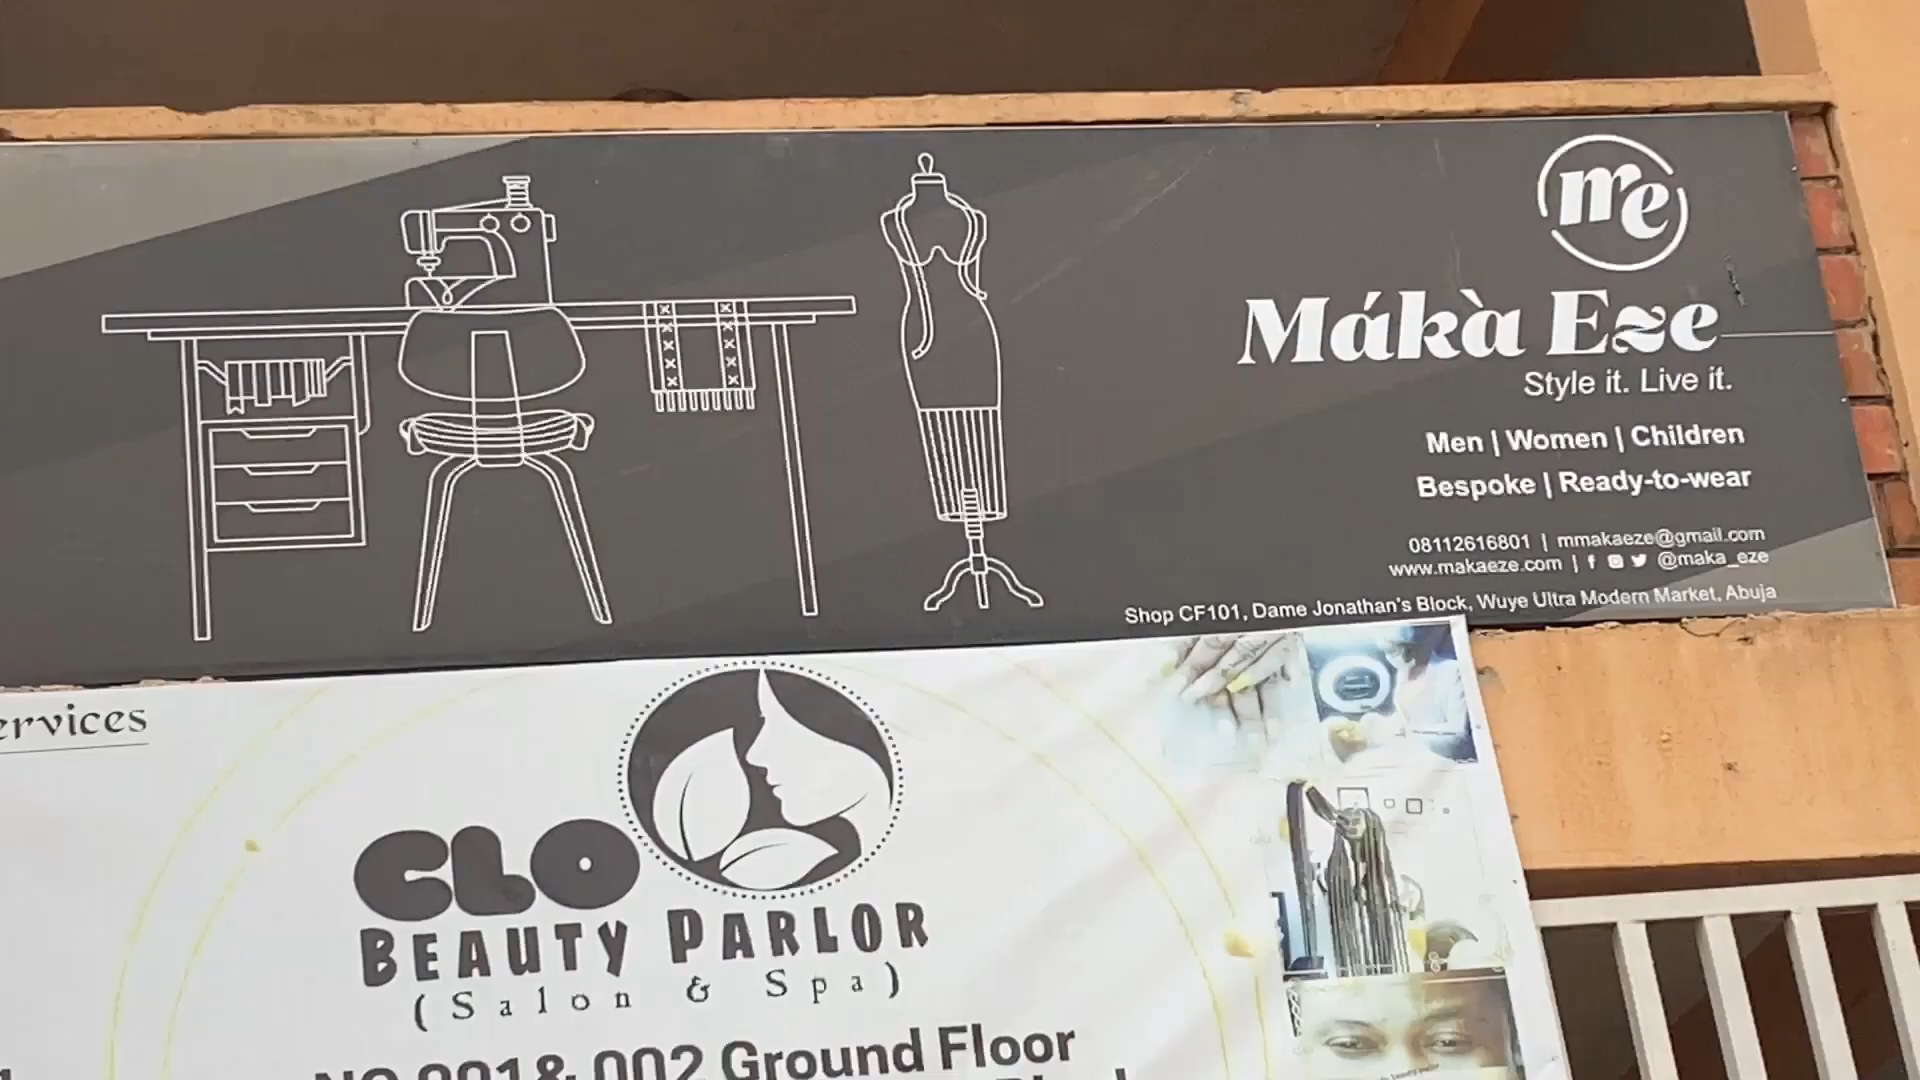 me
Mákà Eze
Style it. Live it.
Men | Women | Children
Bespoke | Ready-to-wear
08112616801 | mmakaeze@gmail.com
www.makaeze.com | @maka_eze
Shop CF101, Dame Jonathan's Block, Wuye Ultra Modern Market, Abuja
ervices
CLO
BEAUTY PARLOR
(Salon & Spa)
NO 001& 002 Ground Floor